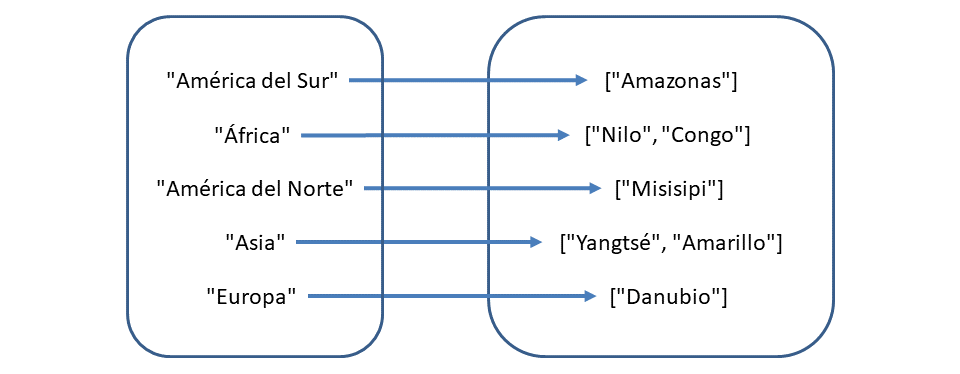 "América del Sur" ["Amazonas"]
"África" ["Nilo", "Congo"]
"América del Norte" ["Misisipi"]
"Asia" ["Yangtsé", "Amarillo"]
"Europa" ["Danubio"]